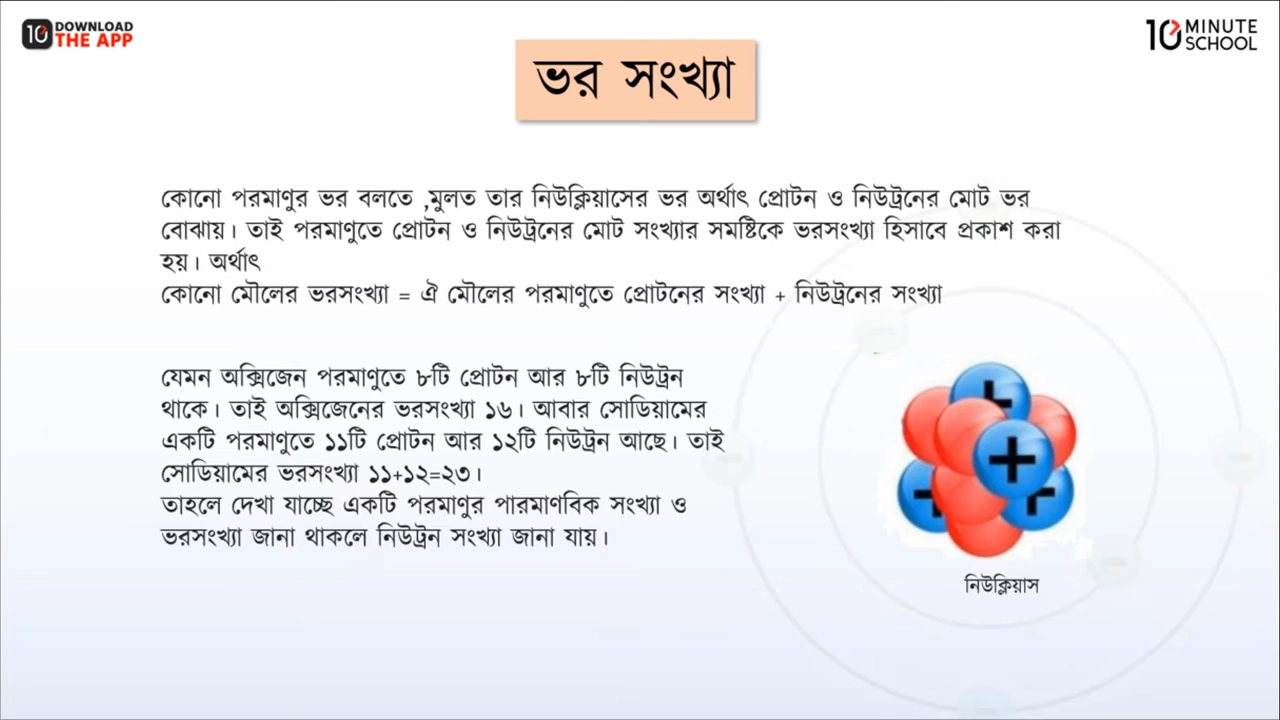 10 DOWNLOAD
THE APP
10 MINUTE
SCHOOL
ভর সংখ্যা
কোনো পরমাণুর ভর বলতে ,মুলত তার নিউক্লিয়াসের ভর অর্থাৎ প্রোটন ও নিউট্রনের মোট ভর
বোঝায়। তাই পরমাণুতে প্রোটন ও নিউট্রনের মোট সংখ্যার সমষ্টিকে ভরসংখ্যা হিসাবে প্রকাশ করা
হয়। অর্থাৎ
কোনো মৌলের ভরসংখ্যা = ঐ মৌলের পরমাণুতে প্রোটনের সংখ্যা + নিউট্রনের সংখ্যা
যেমন অক্সিজেন পরমাণুতে ৮টি প্রোটন আর ৮টি নিউট্রন
থাকে। তাই অক্সিজেনের ভরসংখ্যা ১৬। আবার সোডিয়ামের
একটি পরমাণুতে ১১টি প্রোটন আর ১২টি নিউট্রন আছে। তাই
সোডিয়ামের ভরসংখ্যা ১১+১২=২৩।
তাহলে দেখা যাচ্ছে একটি পরমাণুর পারমাণবিক সংখ্যা ও
ভরসংখ্যা জানা থাকলে নিউট্রন সংখ্যা জানা যায়।
নিউক্লিয়াস